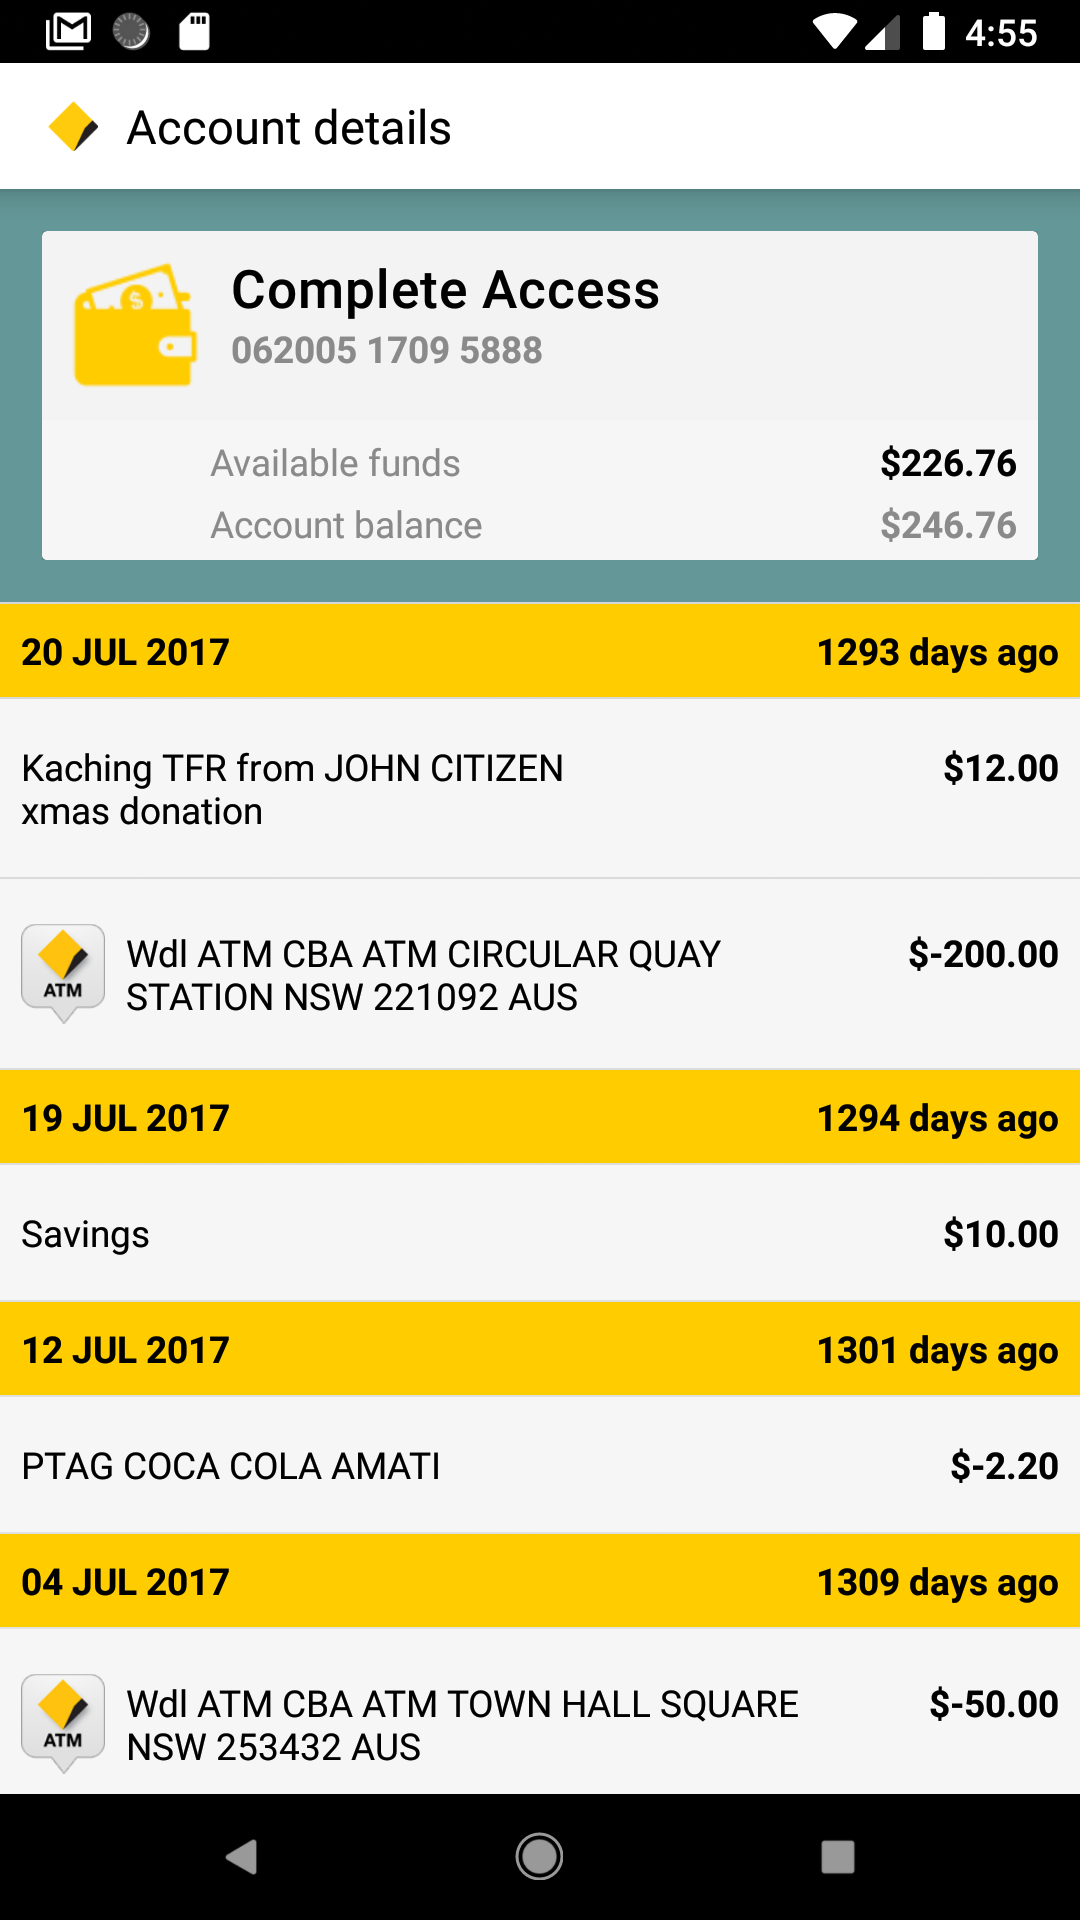 4:55
Account details
Complete Access
062005 1709 5888
Available funds $226.76
Account balance $246.76
20 JUL 2017 1293 days ago
Kaching TFR from JOHN CITIZEN $12.00
xmas donation
Wdl ATM CBA ATM CIRCULAR QUAY $-200.00
STATION NSW 221092 AUS
ATM
19 JUL 2017 1294 days ago
Savings $10.00
12 JUL 2017 1301 days ago
PTAG COCA COLA AMATI $-2.20
04 JUL 2017 1309 days ago
Wdl ATM CBA ATM TOWN HALL SQUARE $-50.00
NSW 253432 AUS
ATM